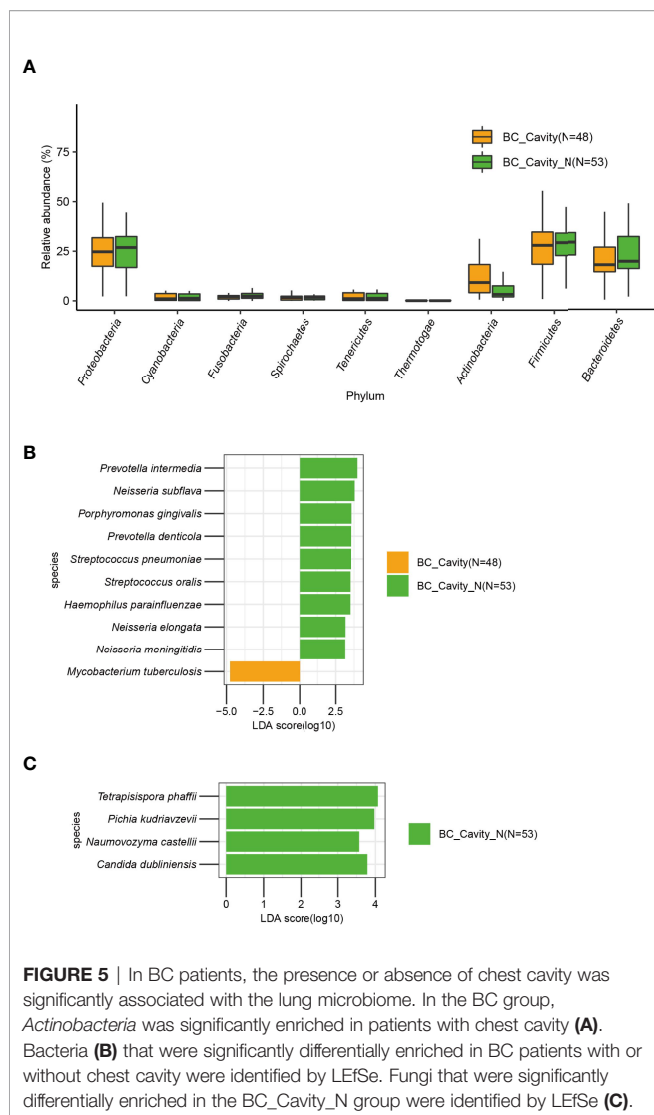 A
Relative abundance (%)
75
50
25
0
BC_Cavity(N=48)
BC_Cavity_N(N=53)
Proteobacteria
Cyanobacteria
Fusobacteria
Spirochaetes
Tenericutes
Thermotogae
Actinobacteria
Firmicutes
Bacteroidetes
Phylum
B
species
Prevotella intermedia
Neisseria subflava
Porphyromonas gingivalis
Prevotella denticola
Streptococcus pneumoniae
Streptococcus oralis
Haemophilus parainfluenzae
Neisseria elongata
Neisseria meningitidis
Mycobacterium tuberculosis
−5.0 −2.5 0.0 2.5
LDA score(log10)
BC_Cavity(N=48)
BC_Cavity_N(N=53)
C
species
Tetrapisispora phaffii
Pichia kudriavzevii
Naumovozyma castellii
Candida dubliniensis
0 1 2 3 4
LDA score(log10)
BC_Cavity_N(N=53)
FIGURE 5 | In BC patients, the presence or absence of chest cavity was
significantly associated with the lung microbiome. In the BC group,
Actinobacteria was significantly enriched in patients with chest cavity (A).
Bacteria (B) that were significantly differentially enriched in BC patients with or
without chest cavity were identified by LEfSe. Fungi that were significantly
differentially enriched in the BC_Cavity_N group were identified by LEfSe (C).